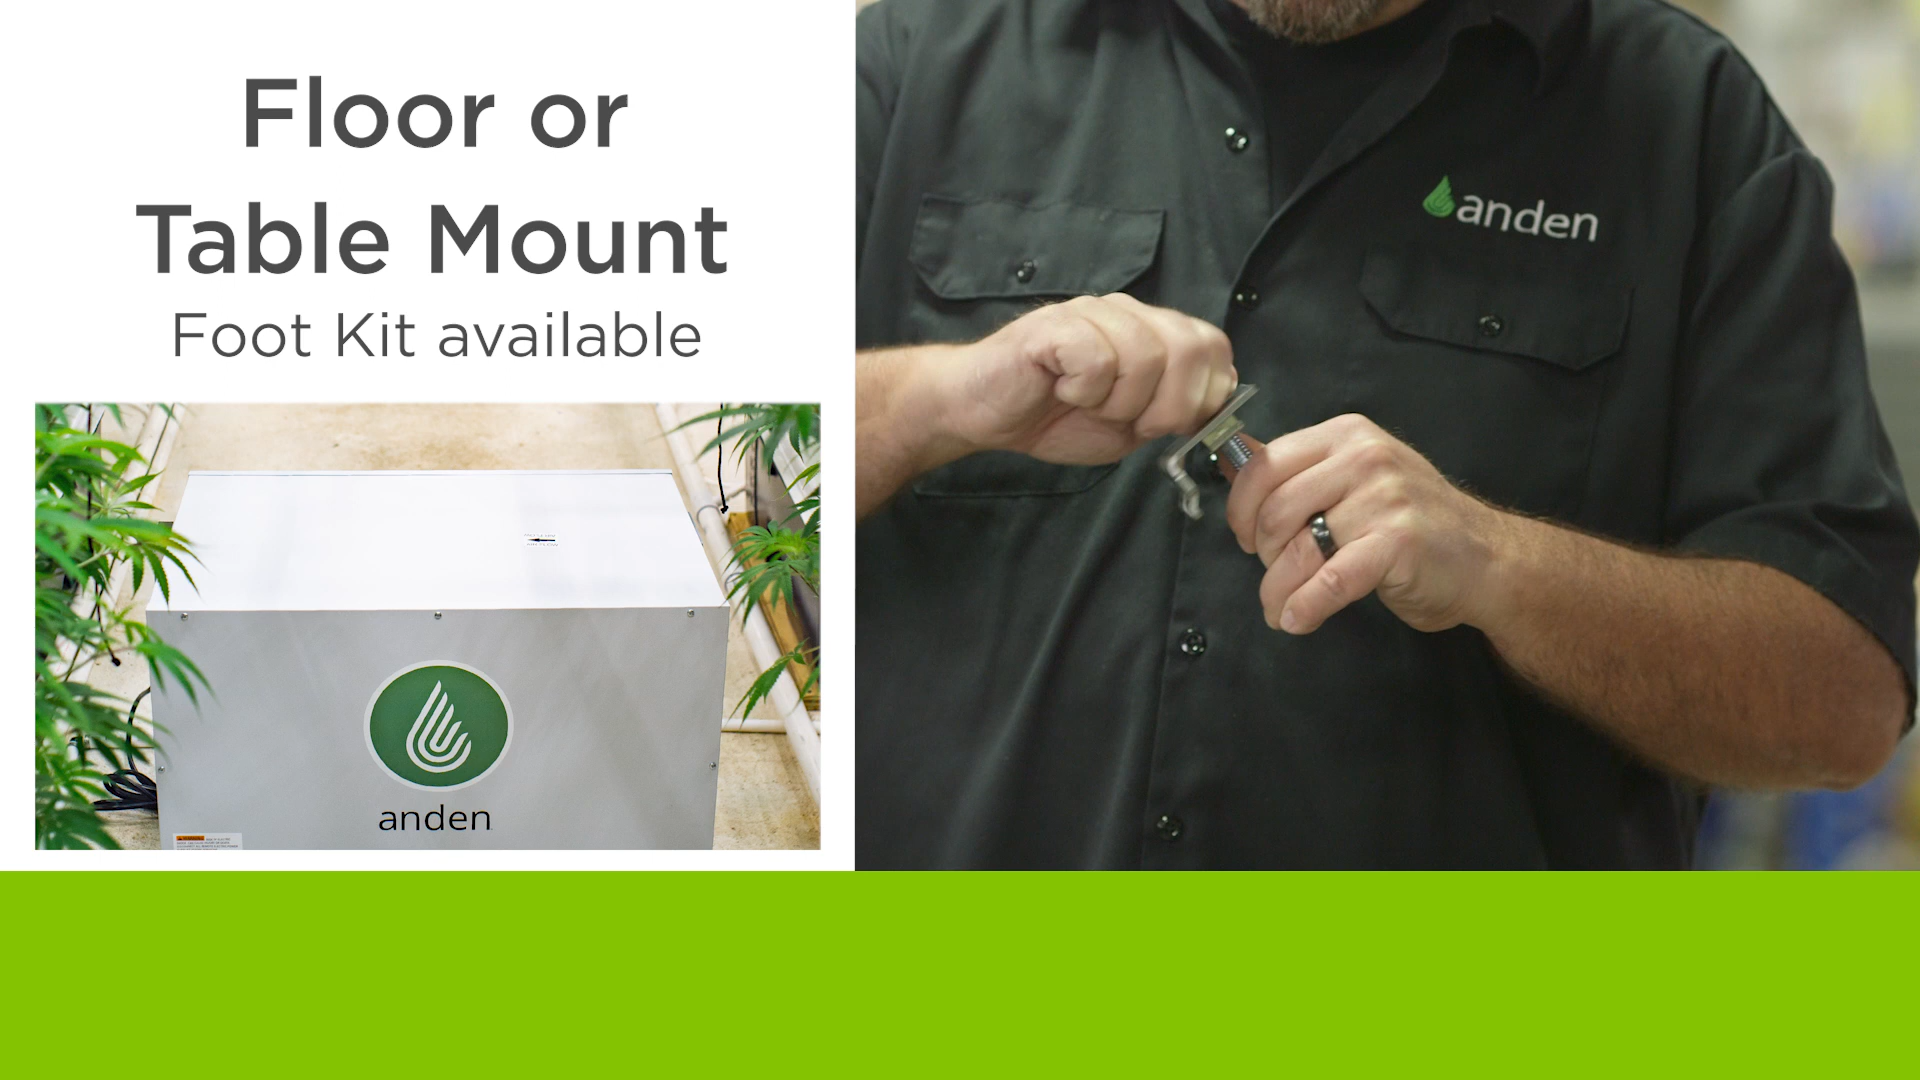 Floor or
Table Mount
Foot Kit available
anden
anden